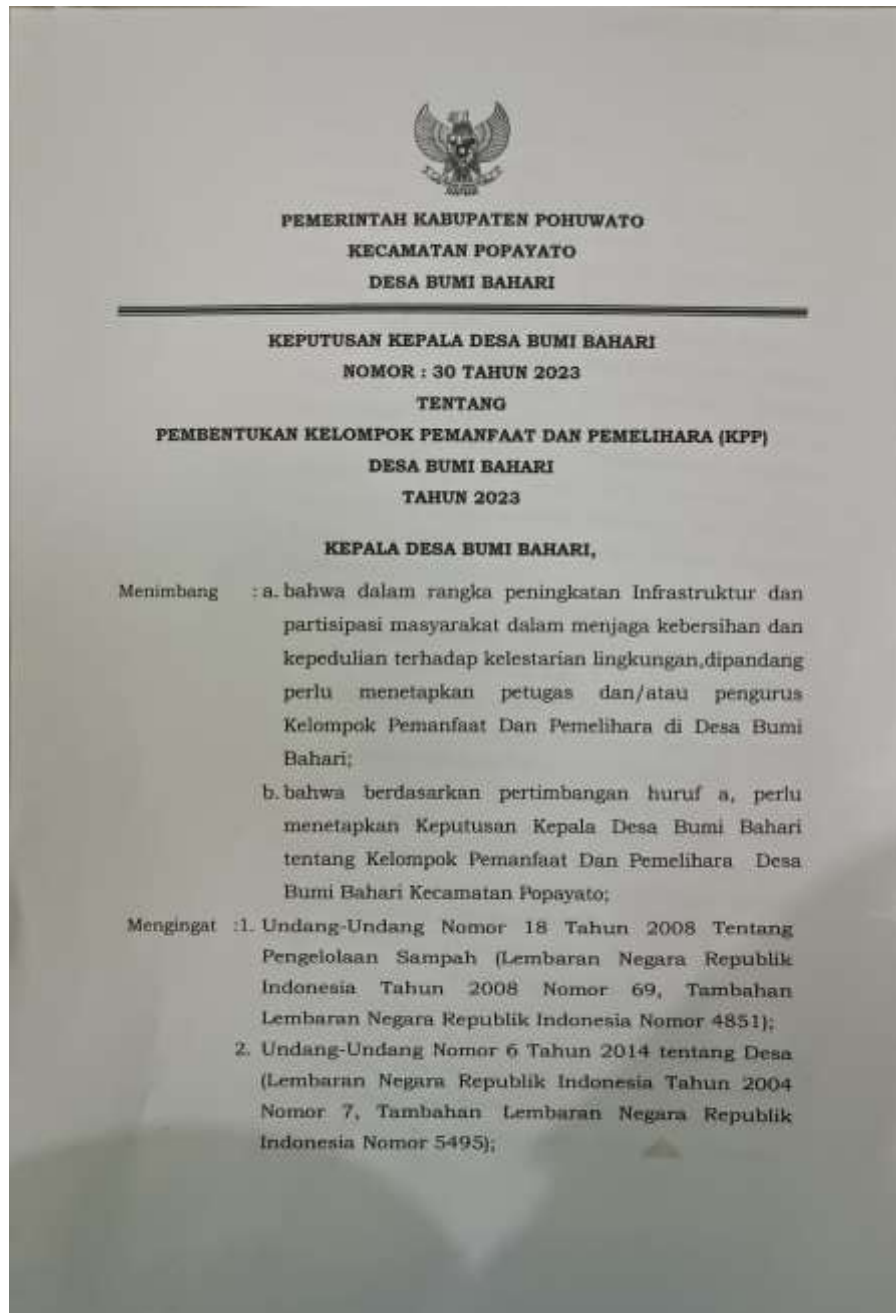 PEMERINTAH KABUPATEN POHUWATO
KECAMATAN POPAYATO
DESA BUMI BAHARI
KEPUTUSAN KEPALA DESA BUMI BAHARI
NOMOR : 30 TAHUN 2023
TENTANG
PEMBENTUKAN KELOMPOK PEMANFAAT DAN PEMELIHARA (KPP)
DESA BUMI BAHARI
TAHUN 2023
KEPALA DESA BUMI BAHARI,
Menimbang : a. bahwa dalam rangka peningkatan Infrastruktur dan
partisipasi masyarakat dalam menjaga kebersihan dan
kepedulian terhadap kelestarian lingkungan,dipandang
perlu menetapkan petugas dan/atau pengurus
Kelompok Pemanfaat Dan Pemelihara di Desa Bumi
Bahari;
b. bahwa berdasarkan pertimbangan huruf a, perlu
menetapkan Keputusan Kepala Desa Bumi Bahari
tentang Kelompok Pemanfaat Dan Pemelihara Desa
Bumi Bahari Kecamatan Popayato;
Mengingat :1. Undang-Undang Nomor 18 Tahun 2008 Tentang
Pengelolaan Sampah (Lembaran Negara Republik
Indonesia Tahun 2008 Nomor 69, Tambahan
Lembaran Negara Republik Indonesia Nomor 4851);
2. Undang-Undang Nomor 6 Tahun 2014 tentang Desa
(Lembaran Negara Republik Indonesia Tahun 2004
Nomor 7, Tambahan Lembaran Negara Republik
Indonesia Nomor 5495);